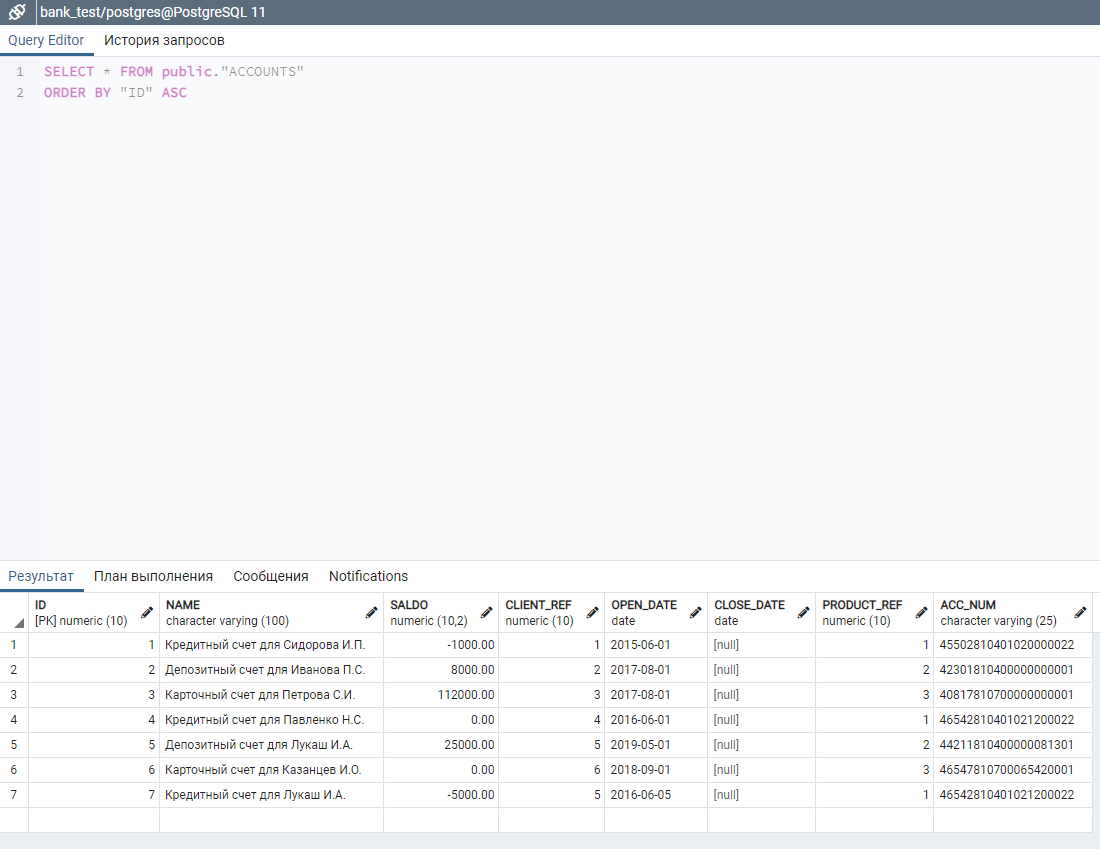 bank_test/postgres@PostgreSQL 11
Query Editor История запросов
1 SELECT * FROM public."ACCOUNTS"
2 ORDER BY "ID" ASC
Результат План выполнения Сообщения Notifications
ID NAME SALDO CLIENT_REF OPEN_DATE CLOSE_DATE PRODUCT_REF ACC_NUM
[PK] numeric (10) character varying (100) numeric (10,2) numeric (10) date date numeric (10) character varying (25)
1 1 Кредитный счет для Сидорова И.П. -1000.00 1 2015-06-01 [null] 1 45502810401020000022
2 2 Депозитный счет для Иванова П.С. 8000.00 2 2017-08-01 [null] 2 42301810400000000001
3 3 Карточный счет для Петрова С.И. 112000.00 3 2017-08-01 [null] 3 40817810700000000001
4 4 Кредитный счет для Павленко Н.С. 0.00 4 2016-06-01 [null] 1 46542810401021200022
5 5 Депозитный счет для Лукаш И.А. 25000.00 5 2019-05-01 [null] 2 44211810400000081301
6 6 Карточный счет для Казанцев И.О. 0.00 6 2018-09-01 [null] 3 46547810700065420001
7 7 Кредитный счет для Лукаш И.А. -5000.00 5 2016-06-05 [null] 1 46542810401021200022